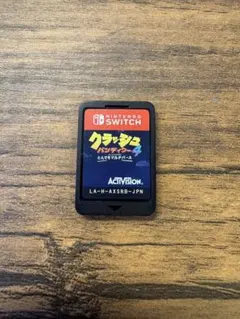 NINTENDO
SWITCH
クラッシュ
バンディクー4
とんでもマルチバース
ACTIVISION
LA-H-AXSRB-JPN